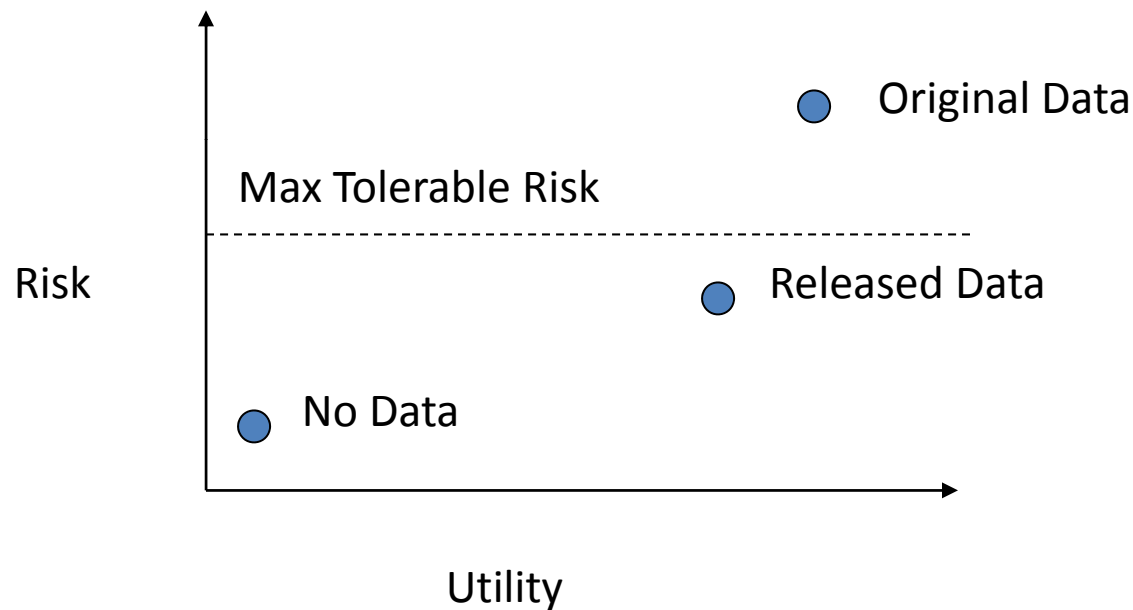 Original Data
Max Tolerable Risk
Risk
Released Data
No Data
Utility